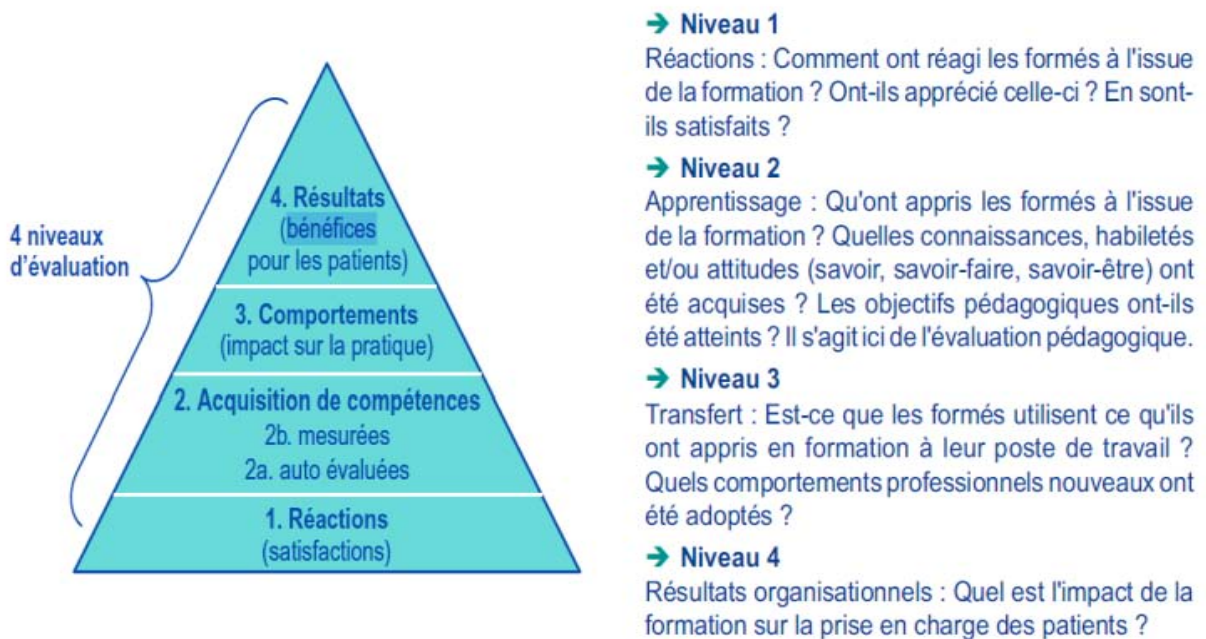 4 niveaux
d'évaluation
4. Résultats
(bénéfices
pour les patients)
3. Comportements
(impact sur la pratique)
2. Acquisition de compétences
2b. mesurées
2a. auto évaluées
1. Réactions
(satisfactions)
➔ Niveau 1
Réactions : Comment ont réagi les formés à l'issue
de la formation ? Ont-ils apprécié celle-ci ? En sont-
ils satisfaits ?
➔ Niveau 2
Apprentissage : Qu'ont appris les formés à l'issue
de la formation ? Quelles connaissances, habiletés
et/ou attitudes (savoir, savoir-faire, savoir-être) ont
été acquises ? Les objectifs pédagogiques ont-ils
été atteints ? Il s'agit ici de l'évaluation pédagogique.
➔ Niveau 3
Transfert : Est-ce que les formés utilisent ce qu'ils
ont appris en formation à leur poste de travail ?
Quels comportements professionnels nouveaux ont
été adoptés ?
➔ Niveau 4
Résultats organisationnels : Quel est l'impact de la
formation sur la prise en charge des patients ?